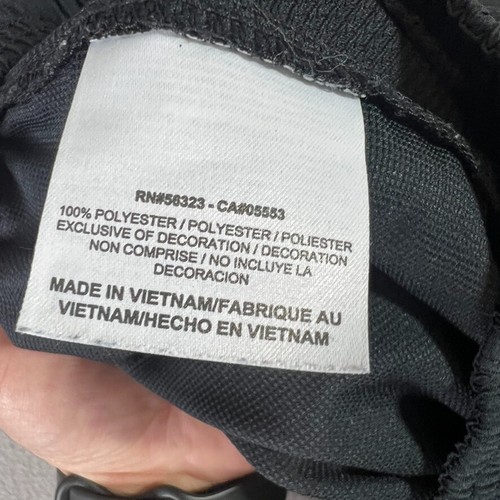 RN#56323 - CA#05553
100% POLYESTER / POLYESTER / POLIESTER
EXCLUSIVE OF DECORATION / DECORATION
NON COMPRISE / NO INCLUYE LA
DECORACION
MADE IN VIETNAM/FABRIQUE AU
VIETNAM/HECHO EN VIETNAM